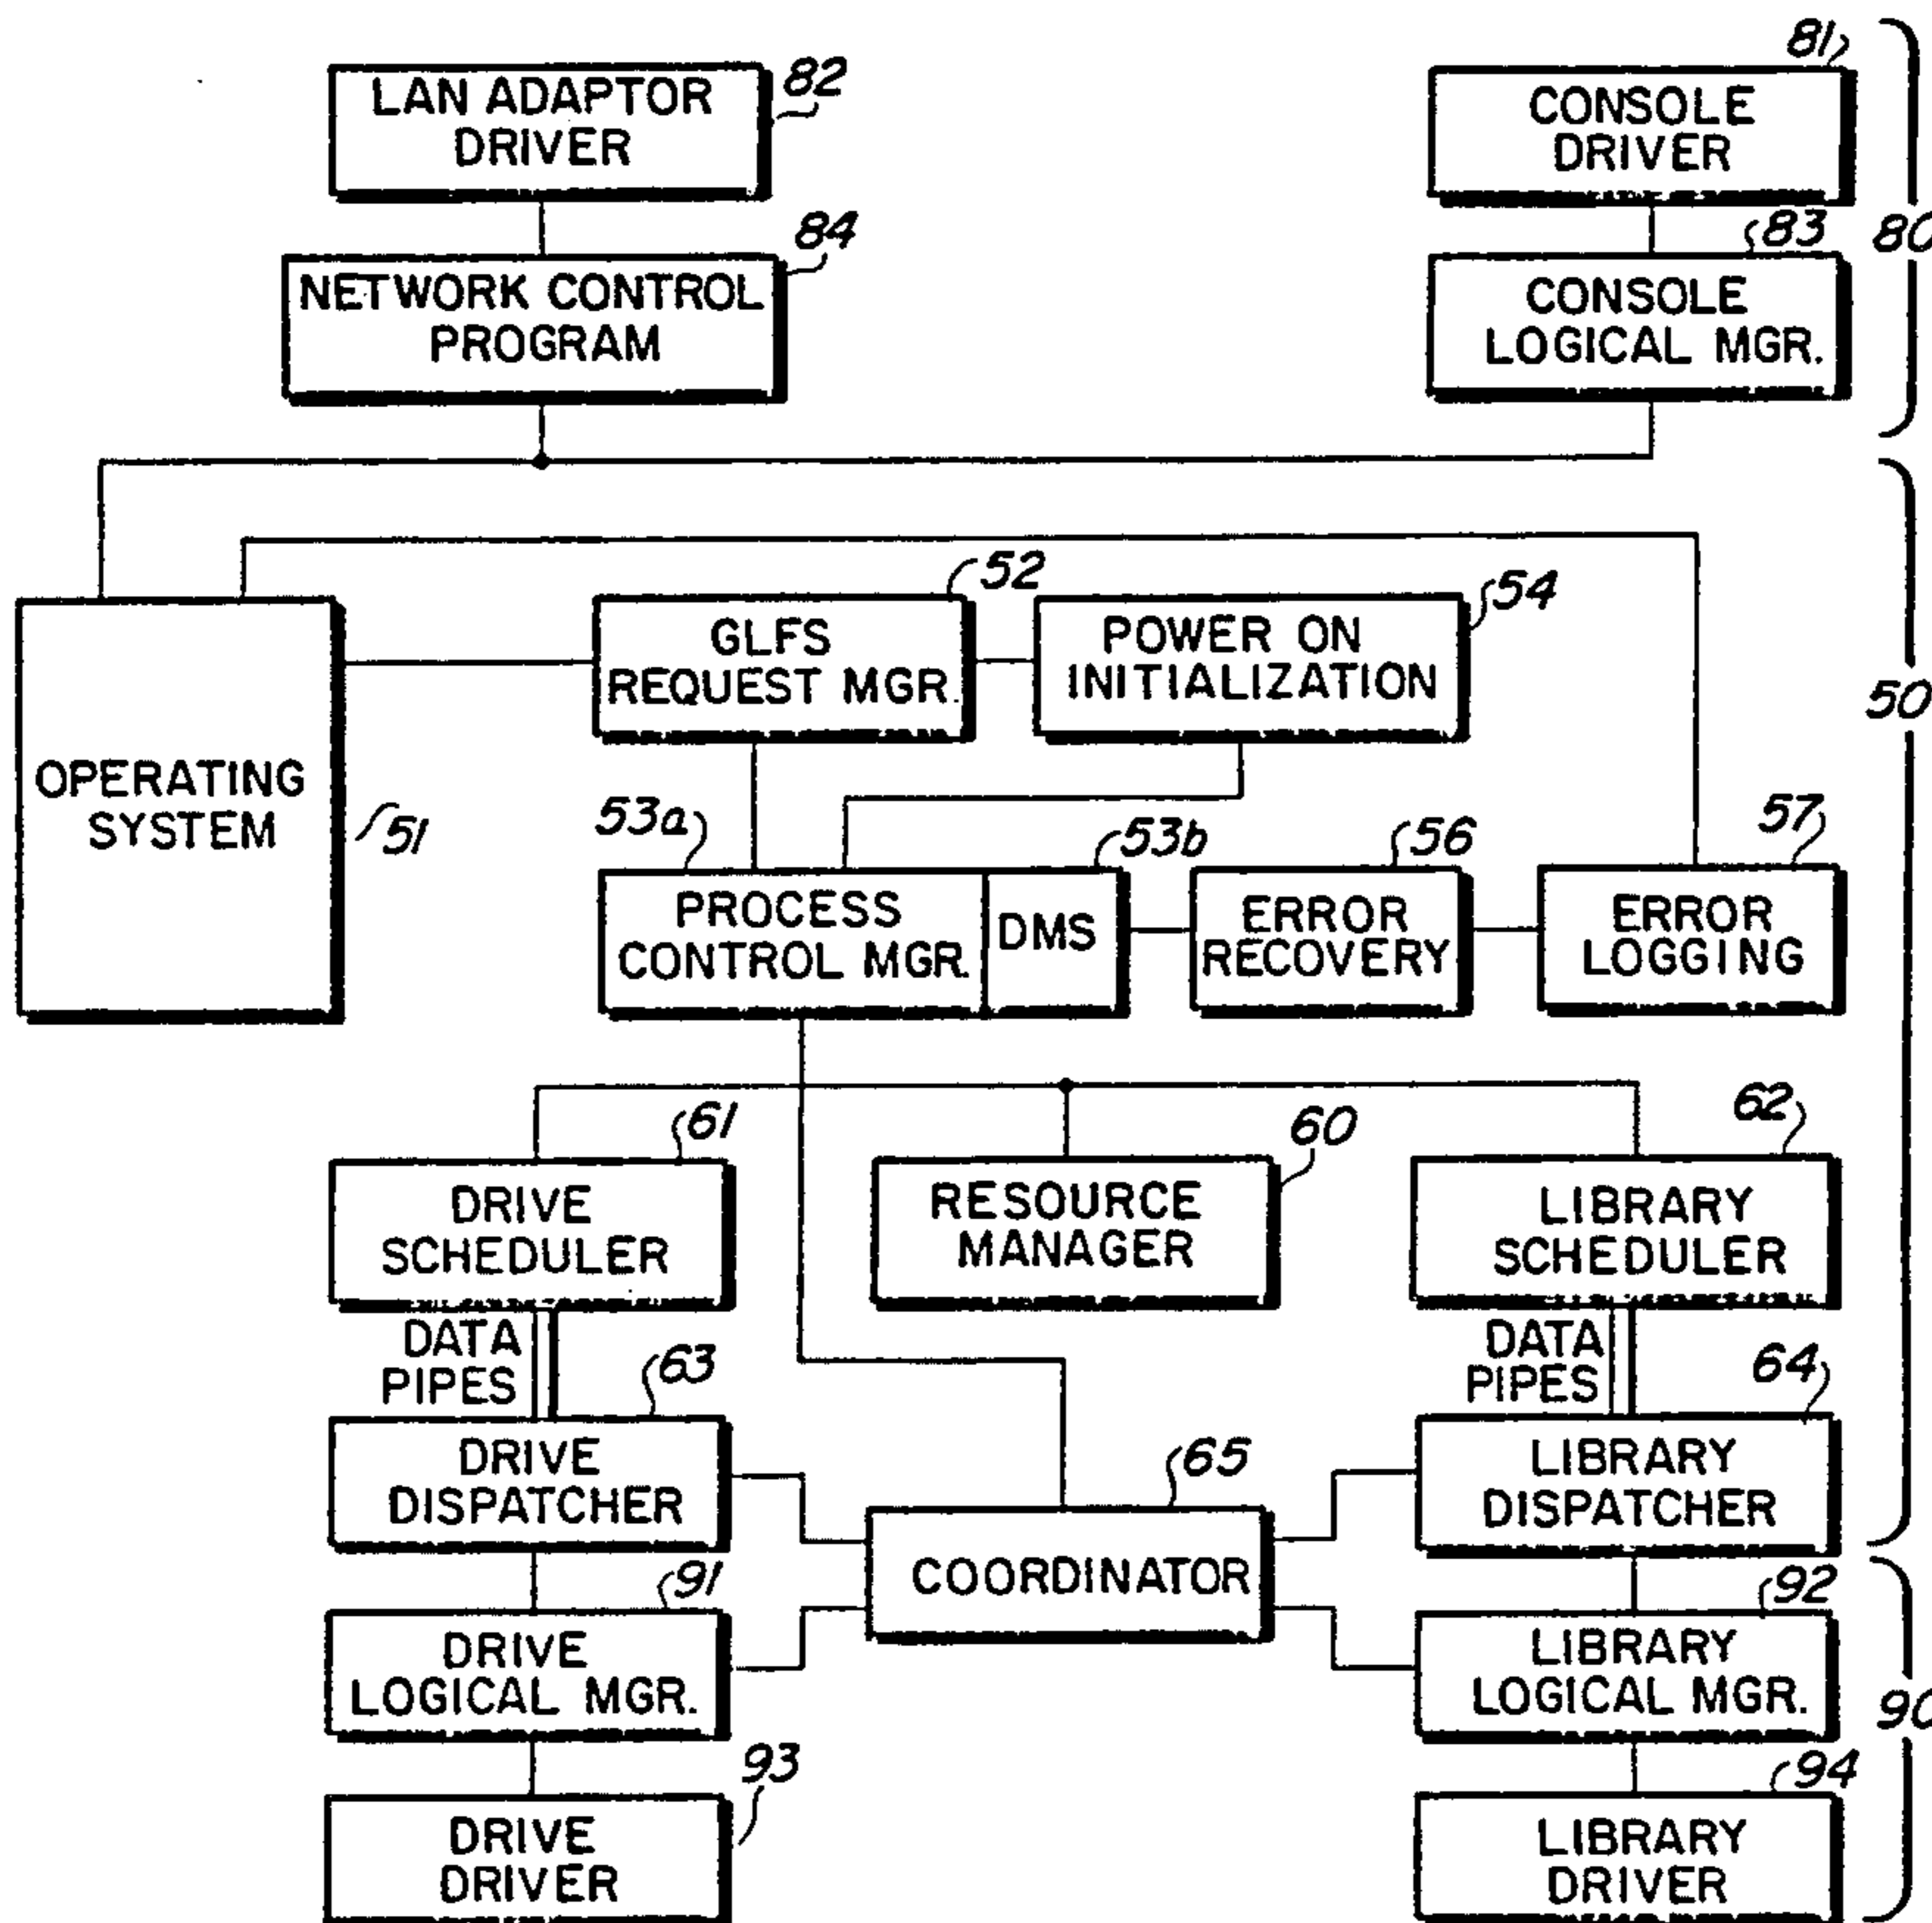 LAN ADAPTOR
DRIVER
82
81
CONSOLE
DRIVER
NETWORK CONTROL
PROGRAM
84
83
CONSOLE
LOGICAL MGR.
80
OPERATING
SYSTEM
51
GLFS
REQUEST MGR.
52
POWER ON
INITIALIZATION
54
50
53a
PROCESS
CONTROL MGR.
53b
DMS
56
ERROR
RECOVERY
57
ERROR
LOGGING
61
DRIVE
SCHEDULER
60
RESOURCE
MANAGER
62
LIBRARY
SCHEDULER
DATA
PIPES
63
DRIVE
DISPATCHER
DATA
PIPES
64
LIBRARY
DISPATCHER
65
COORDINATOR
91
DRIVE
LOGICAL MGR.
92
LIBRARY
LOGICAL MGR.
90
93
DRIVE
DRIVER
94
LIBRARY
DRIVER